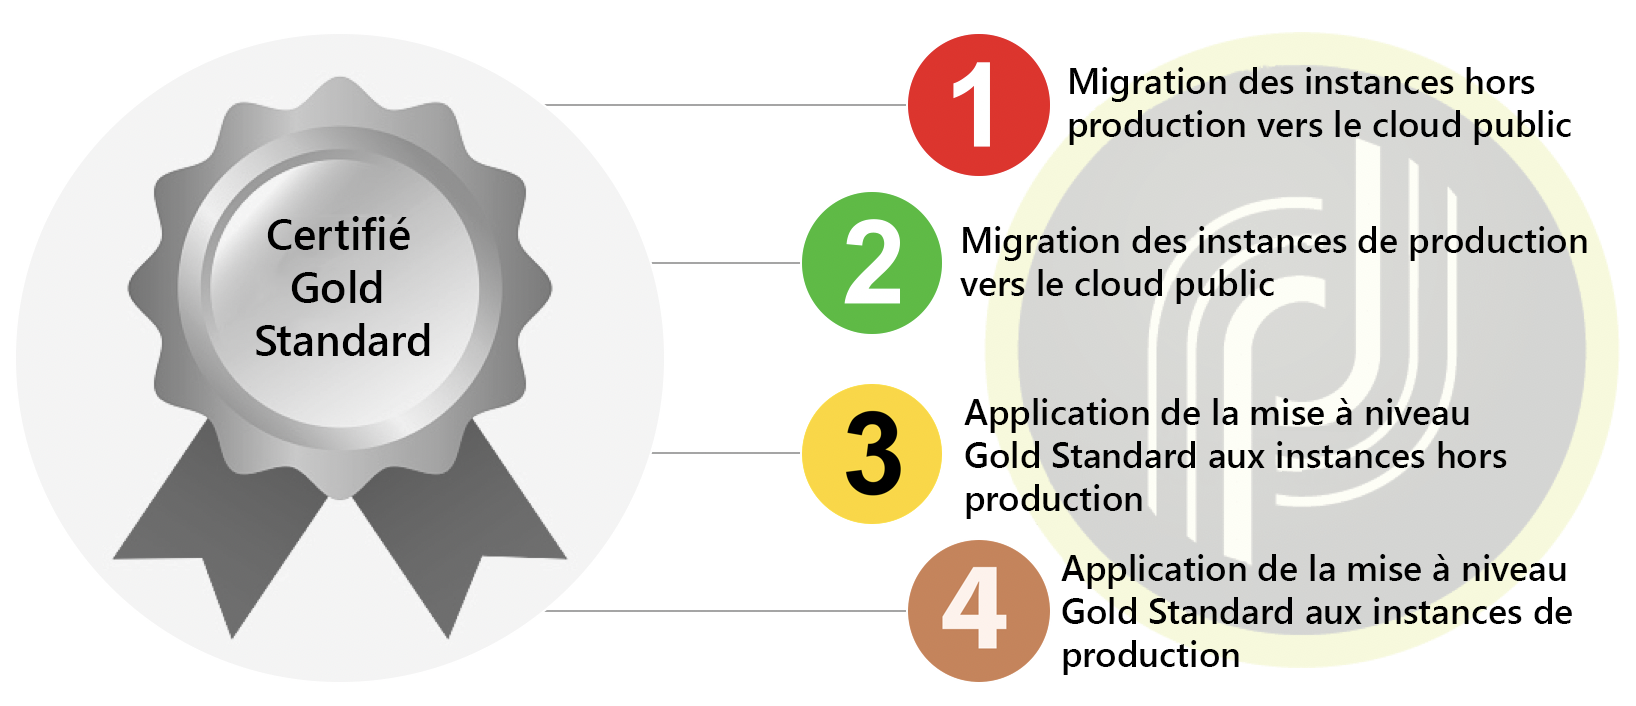 Certifié
Gold
Standard
1
Migration des instances hors
production vers le cloud public
2
Migration des instances de production
vers le cloud public
3
Application de la mise à niveau
Gold Standard aux instances hors
production
4
Application de la mise à niveau
Gold Standard aux instances de
production